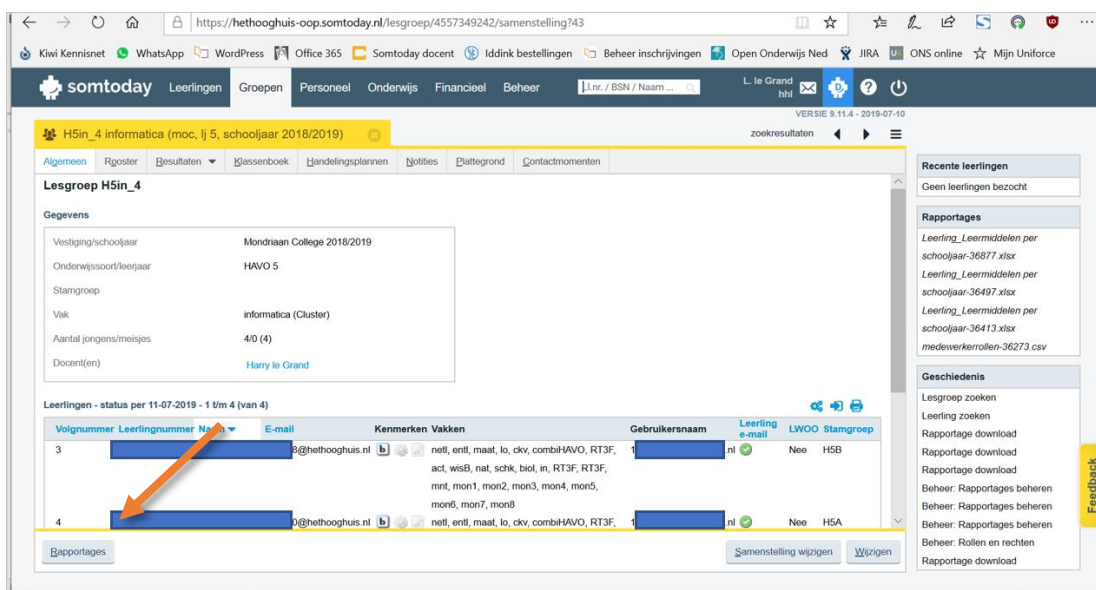 https://hethooghuis-oop.somtoday.nl/lesgroep/4557349242/samenstelling?43
Kiwi Kennisnet WhatsApp WordPress Office 365 Somtoday docent Iddink bestellingen Beheer inschrijvingen Open Onderwijs Ned JIRA ONS online Mijn Uniforce
somtoday Leerlingen Groepen Personeel Onderwijs Financieel Beheer L.l.nr. / BSN / Naam ... L. le Grand
hhl
VERSIE 9.11.4 - 2019-07-10
H5in_4 informatica (moc, lj 5, schooljaar 2018/2019) zoekresultaten
Algemeen Rooster Resultaten Klassenboek Handelingsplannen Notities Plattegrond Contactmomenten
Lesgroep H5in_4
Gegevens
Vestiging/schooljaar Mondriaan College 2018/2019
Onderwijssoort/leerjaar HAVO 5
Stamgroep
Vak informatica (Cluster)
Aantal jongens/meisjes 4/0 (4)
Docent(en) Harry le Grand
Leerlingen - status per 11-07-2019 - 1 t/m 4 (van 4)
Volgnummer Leerlingnummer Naam E-mail Kenmerken Vakken Gebruikersnaam Leerling e-mail LWOO Stamgroep
3 8@hethooghuis.nl b netl, entl, maat, lo, ckv, combiHAVO, RT3F, 1 .nl Nee H5B
act, wisB, nat, schk, biol, in, RT3F, RT3F,
mnt, mon1, mon2, mon3, mon4, mon5,
mon6, mon7, mon8
4 0@hethooghuis.nl b netl, entl, maat, lo, ckv, combiHAVO, RT3F, 1 .nl Nee H5A
Rapportages Samenstelling wijzigen Wijzigen
Recente leerlingen
Geen leerlingen bezocht
Rapportages
Leerling_Leermiddelen per
schooljaar-36877.xlsx
Leerling_Leermiddelen per
schooljaar-36497.xlsx
Leerling_Leermiddelen per
schooljaar-36413.xlsx
medewerkerrollen-36273.csv
Geschiedenis
Lesgroep zoeken
Leerling zoeken
Rapportage download
Rapportage download
Rapportage download
Beheer: Rapportages beheren
Beheer: Rapportages beheren
Beheer: Rapportages beheren
Beheer: Rollen en rechten
Rapportage download
Feedback